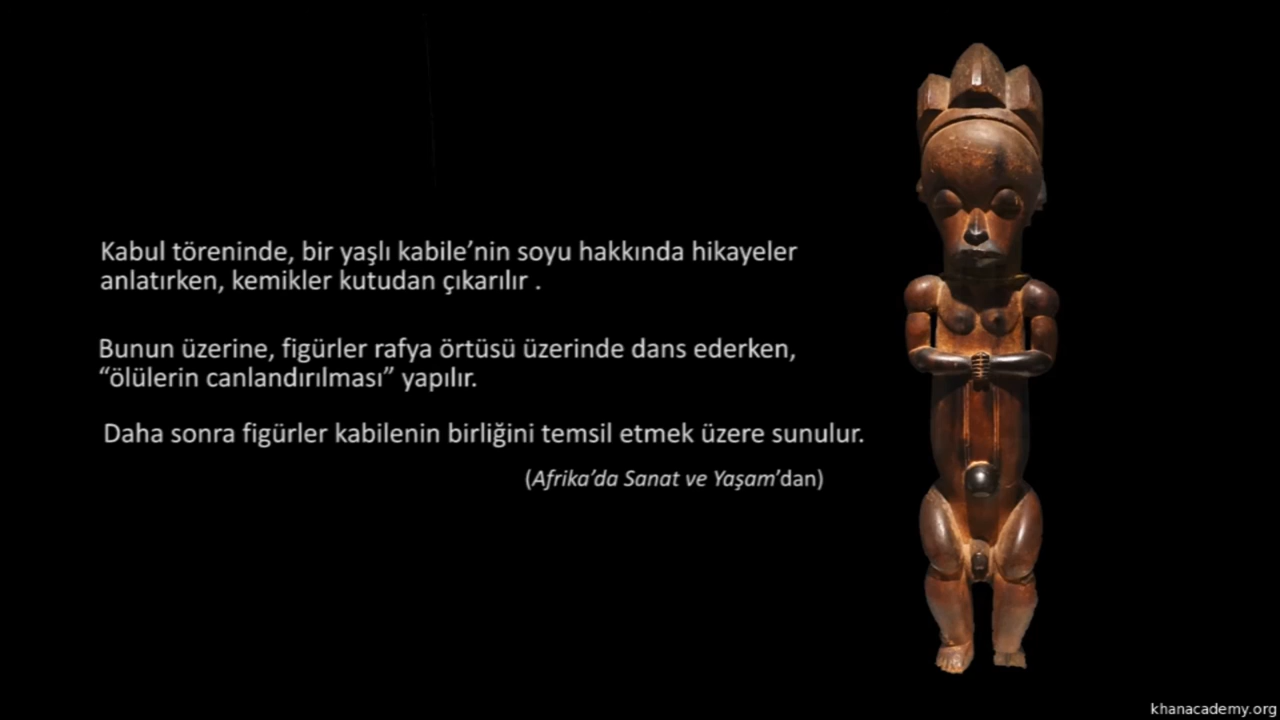 Kabul töreninde, bir yaşlı kabile’nin soyu hakkında hikayeler
anlatırken, kemikler kutudan çıkarılır .
Bunun üzerine, figürler rafya örtüsü üzerinde dans ederken,
“ölülerin canlandırılması” yapılır.
Daha sonra figürler kabilenin birliğini temsil etmek üzere sunulur.
(Afrika’da Sanat ve Yaşam’dan)
khanacademy.org